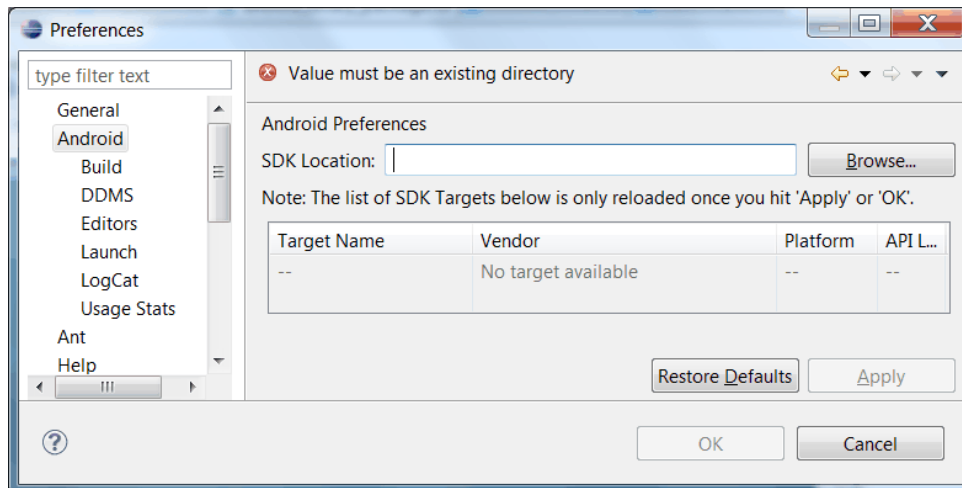 Preferences
type filter text
General
Android
Build
DDMS
Editors
Launch
LogCat
Usage Stats
Ant
Help
Value must be an existing directory
Android Preferences
SDK Location: Browse...
Note: The list of SDK Targets below is only reloaded once you hit 'Apply' or 'OK'.
Target Name Vendor Platform API L...
-- No target available -- --
Restore Defaults Apply
? OK Cancel